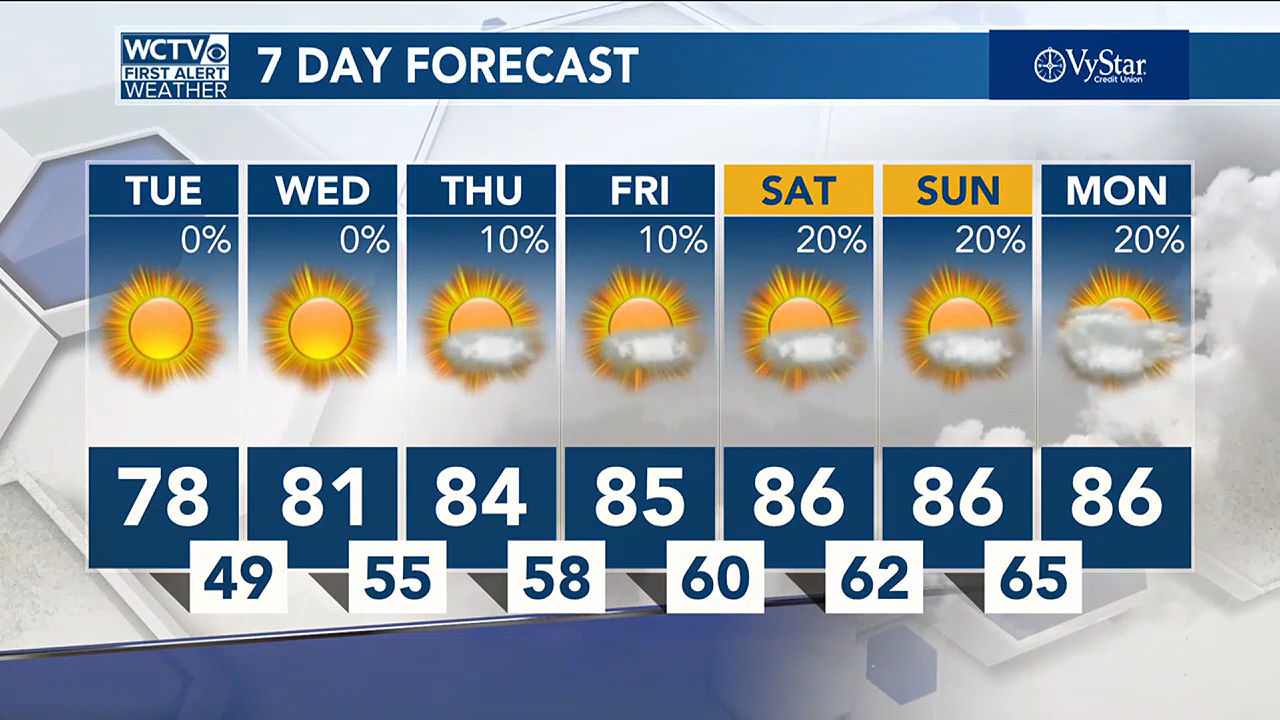 WCTV
FIRST ALERT
WEATHER
7 DAY FORECAST
VyStar
Credit Union
TUE WED THU FRI SAT SUN MON
0% 0% 10% 10% 20% 20% 20%
78 81 84 85 86 86 86
49 55 58 60 62 65